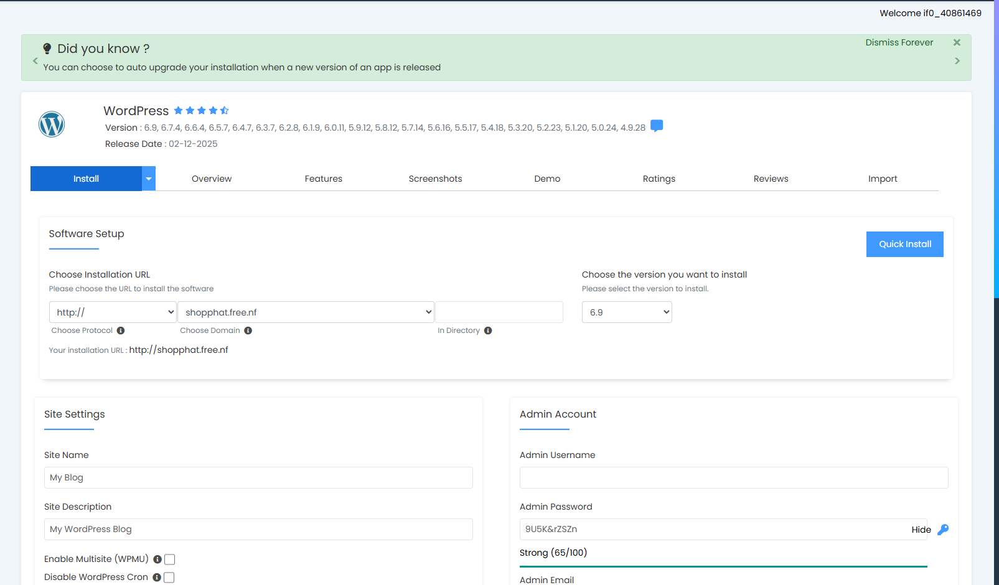 Welcome if0_40861469
Did you know ?
Dismiss Forever
You can choose to auto upgrade your installation when a new version of an app is released
WordPress
Version : 6.9, 6.7.4, 6.6.4, 6.5.7, 6.4.7, 6.3.7, 6.2.8, 6.1.9, 6.0.11, 5.9.12, 5.8.12, 5.7.14, 5.6.16, 5.5.17, 5.4.18, 5.3.20, 5.2.23, 5.1.20, 5.0.24, 4.9.28
Release Date : 02-12-2025
Install Overview Features Screenshots Demo Ratings Reviews Import
Software Setup
Quick Install
Choose Installation URL
Please choose the URL to install the software
http:// shopphat.free.nf
Choose Protocol Choose Domain In Directory
Your installation URL : http://shopphat.free.nf
Choose the version you want to install
Please select the version to install.
6.9
Site Settings
Site Name
My Blog
Site Description
My WordPress Blog
Enable Multisite (WPMU)
Disable WordPress Cron
Admin Account
Admin Username
Admin Password
9U5K&rZSZn
Hide
Strong (65/100)
Admin Email